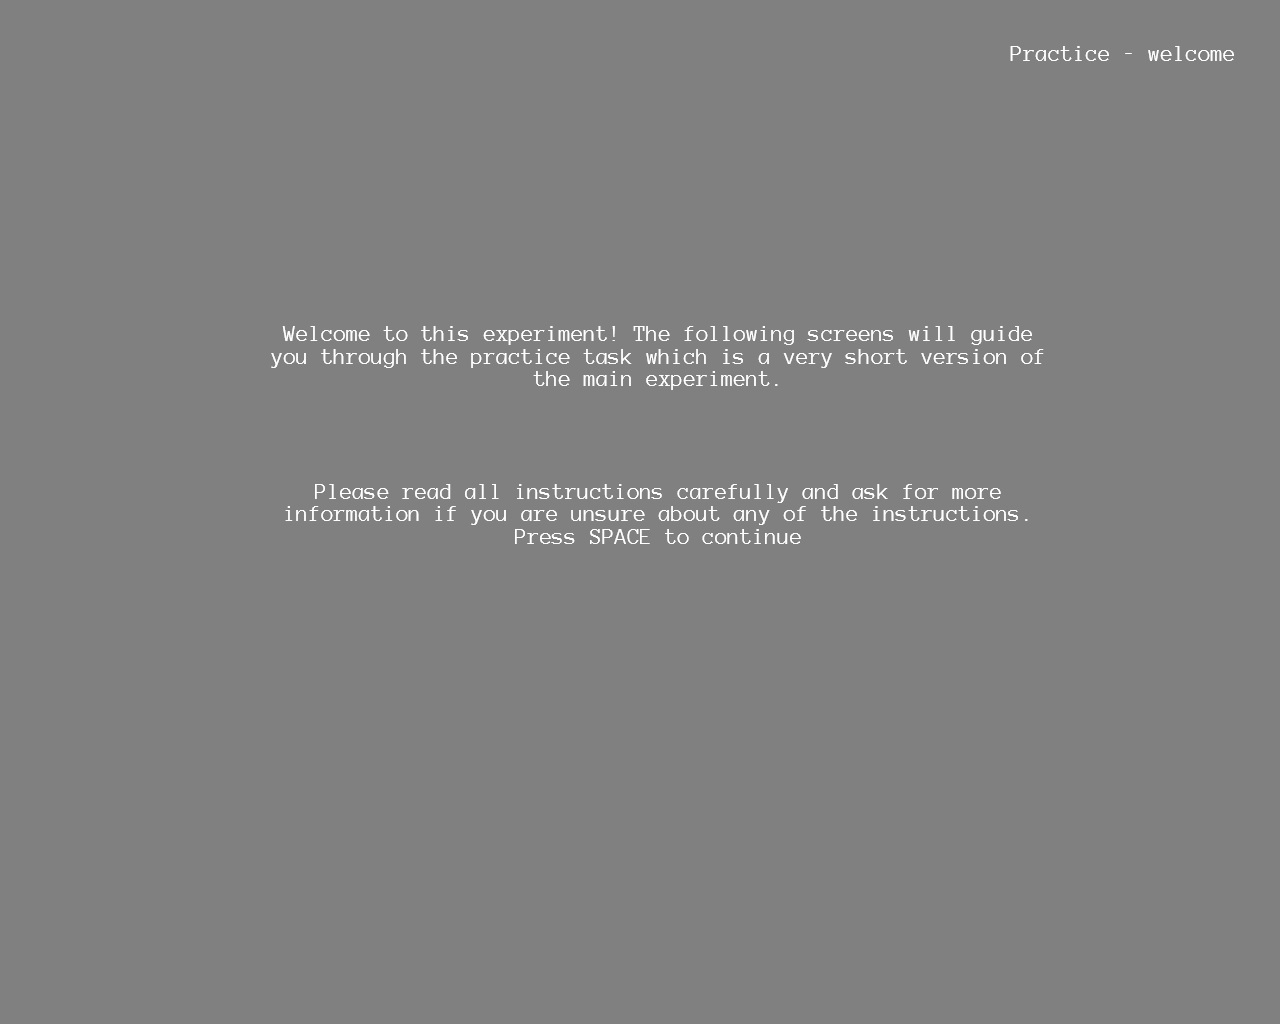 Practice - welcome
Welcome to this experiment! The following screens will guide
you through the practice task which is a very short version of
the main experiment.
Please read all instructions carefully and ask for more
information if you are unsure about any of the instructions.
Press SPACE to continue